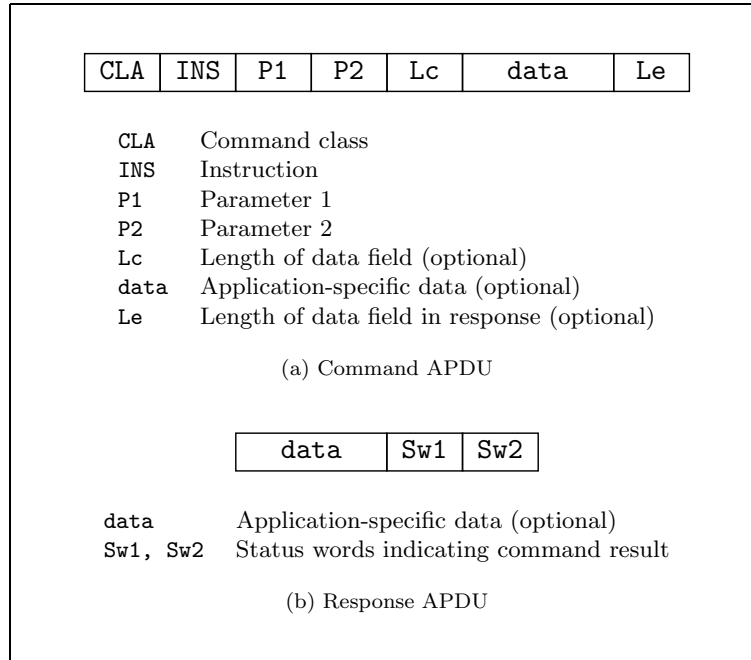 CLA INS P1 P2 Lc data Le
CLA Command class
INS Instruction
P1 Parameter 1
P2 Parameter 2
Lc Length of data field (optional)
data Application-specific data (optional)
Le Length of data field in response (optional)
(a) Command APDU
data Sw1 Sw2
data Application-specific data (optional)
Sw1, Sw2 Status words indicating command result
(b) Response APDU